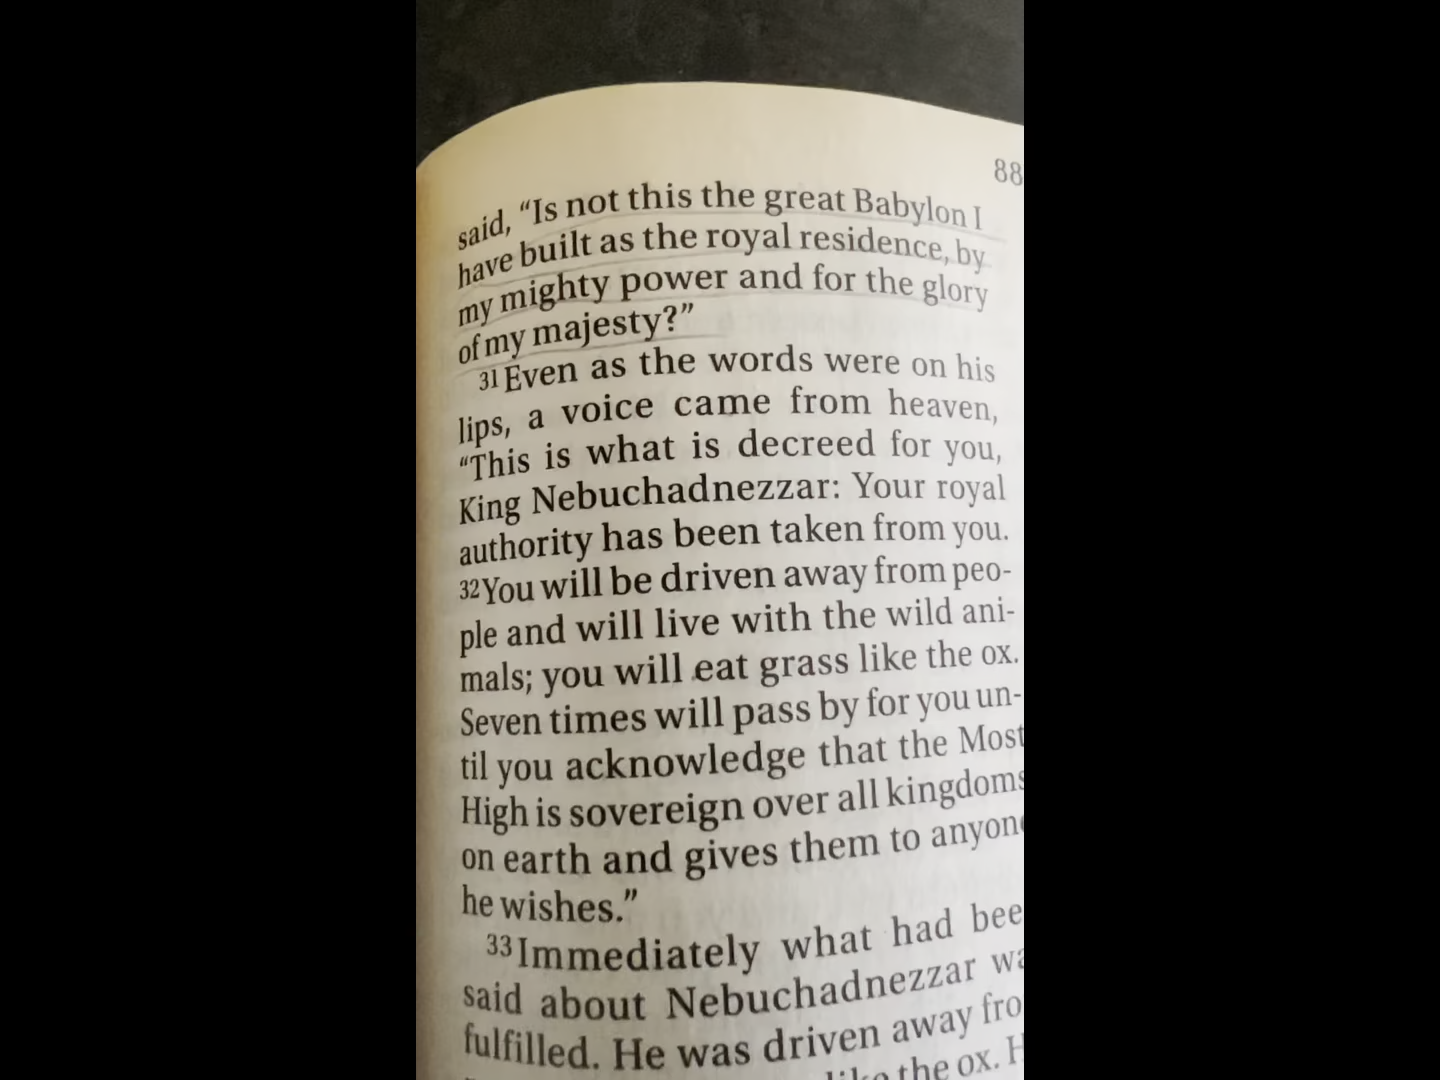 88
said, “Is not this the great Babylon I
have built as the royal residence, by
my mighty power and for the glory
of my majesty?”
31 Even as the words were on his
lips, a voice came from heaven,
“This is what is decreed for you,
King Nebuchadnezzar: Your royal
authority has been taken from you.
32 You will be driven away from peo-
ple and will live with the wild ani-
mals; you will eat grass like the ox.
Seven times will pass by for you un-
til you acknowledge that the Most
High is sovereign over all kingdoms
on earth and gives them to anyone
he wishes.”
33 Immediately what had bee
said about Nebuchadnezzar wa
fulfilled. He was driven away fro
like the ox. H